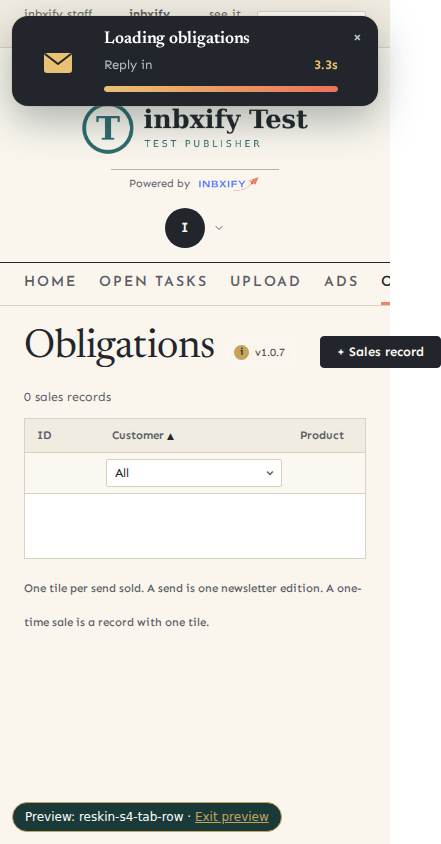 inbxify staff inbxify see it
Loading obligations ×
Reply in 3.3s
T inbxify Test
TEST PUBLISHER
Powered by INBXIFY
I
HOME OPEN TASKS UPLOAD ADS
Obligations i v1.0.7 + Sales record
0 sales records
ID Customer ▲ Product
All
One tile per send sold. A send is one newsletter edition. A one-
time sale is a record with one tile.
Preview: reskin-s4-tab-row · Exit preview